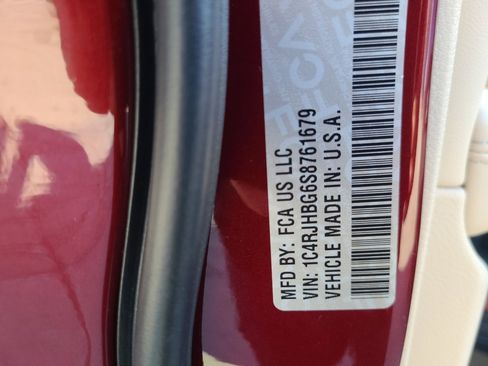 MFD BY: FCA US LLC
VIN: 1C4RJHBG6S8761679
VEHICLE MADE IN: U.S.A.